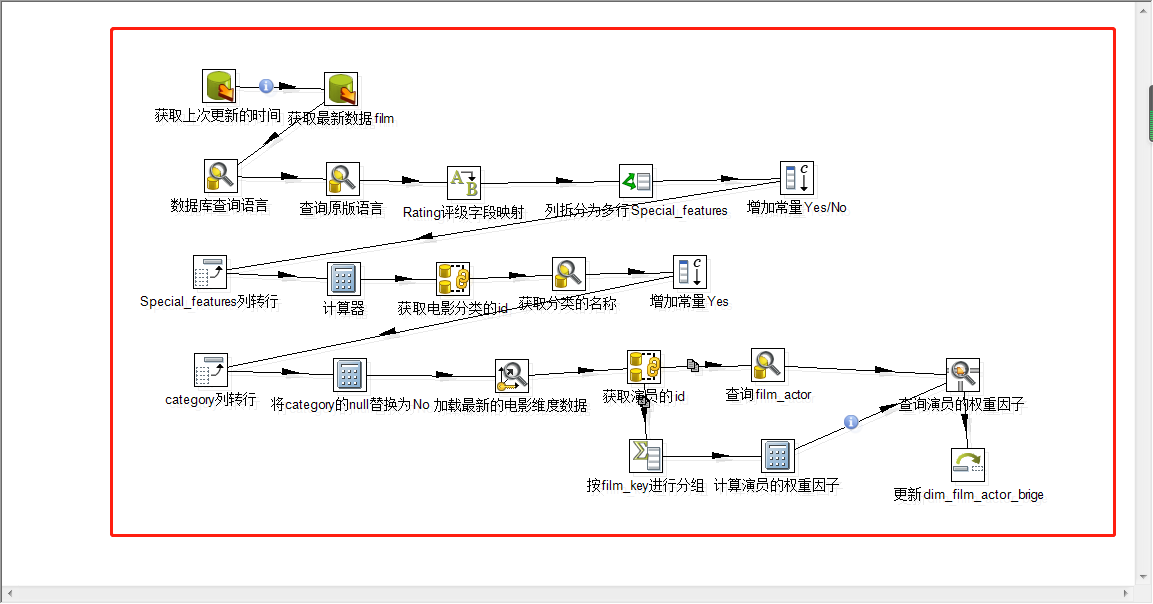 获取上次更新的时间
获取最新数据film
数据库查询语言
查询原版语言
Rating评级字段映射
列拆分为多行Special_features
增加常量Yes/No
Special_features列转行
计算器
获取电影分类的id
获取分类的名称
增加常量Yes
category列转行
将category的null替换为No
加载最新的电影维度数据
获取演员的id
查询film_actor
查询演员的权重因子
按film_key进行分组
计算演员的权重因子
更新dim_film_actor_brige